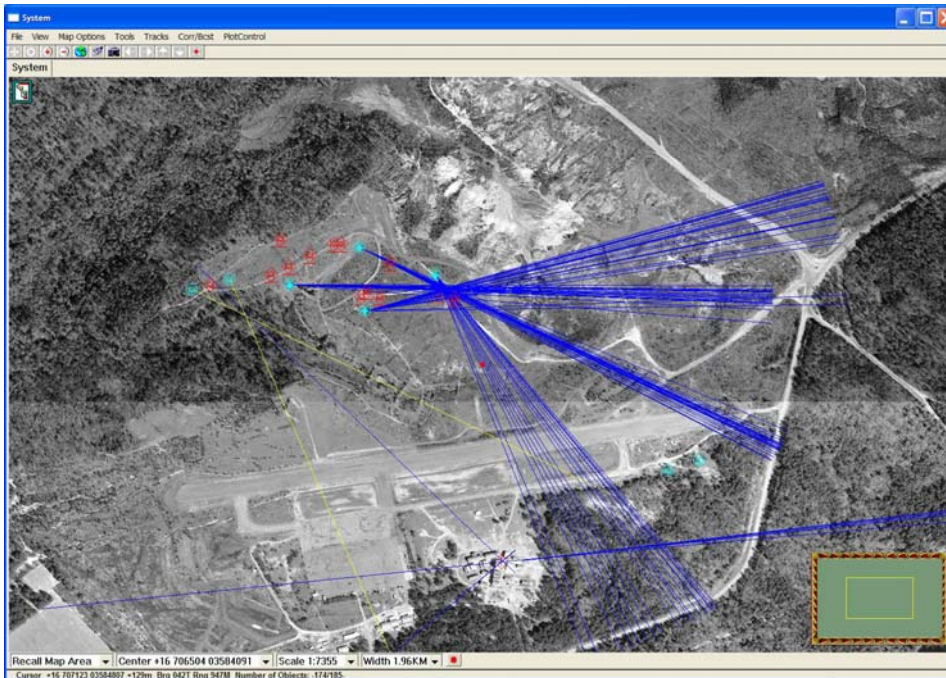 System
File View Map Options Tools Tracks Corr/Bcst PlotControl
System
Recall Map Area Center +16 706504 03584091 Scale 1:7355 Width 1.96KM
Cursor +16 707123 03584807 +129m Brg 042T Rng 947M Number of Objects: -174/185-